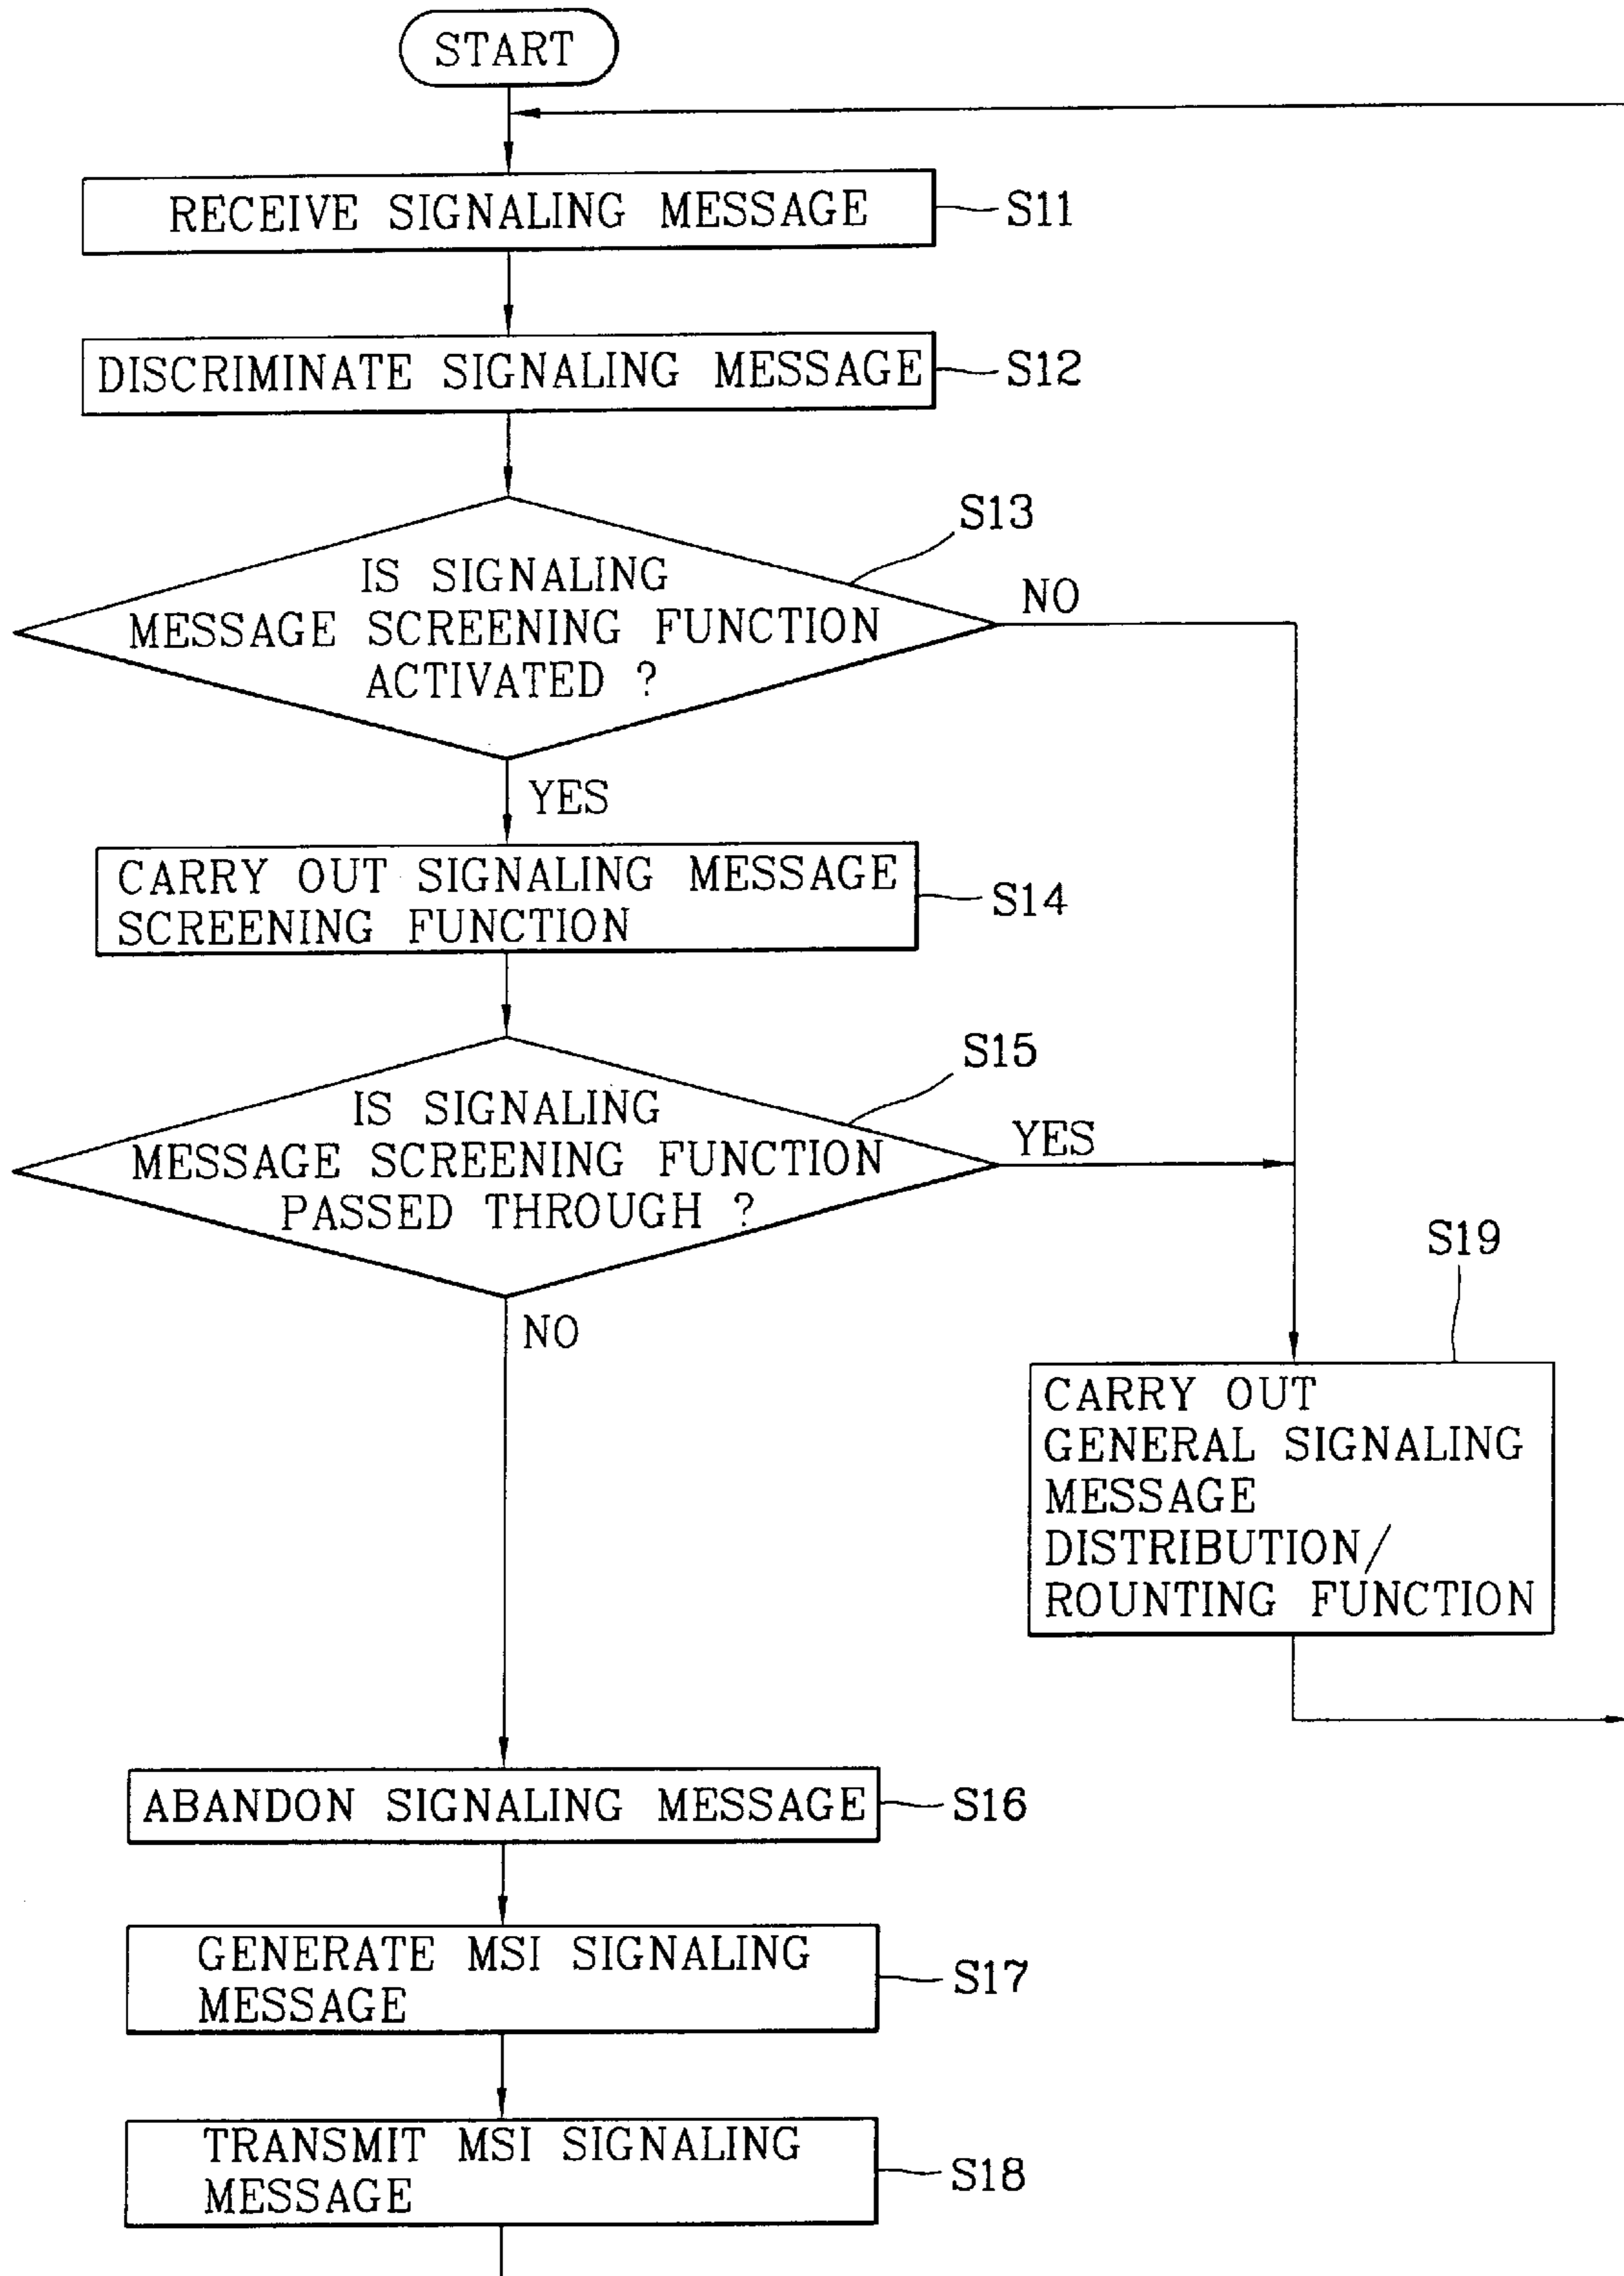 START
RECEIVE SIGNALING MESSAGE
S11
DISCRIMINATE SIGNALING MESSAGE
S12
S13
IS SIGNALING
MESSAGE SCREENING FUNCTION
ACTIVATED ?
NO
YES
CARRY OUT SIGNALING MESSAGE
SCREENING FUNCTION
S14
S15
IS SIGNALING
MESSAGE SCREENING FUNCTION
PASSED THROUGH ?
YES
NO
S19
CARRY OUT
GENERAL SIGNALING
MESSAGE
DISTRIBUTION/
ROUNTING FUNCTION
ABANDON SIGNALING MESSAGE
S16
GENERATE MSI SIGNALING
MESSAGE
S17
TRANSMIT MSI SIGNALING
MESSAGE
S18